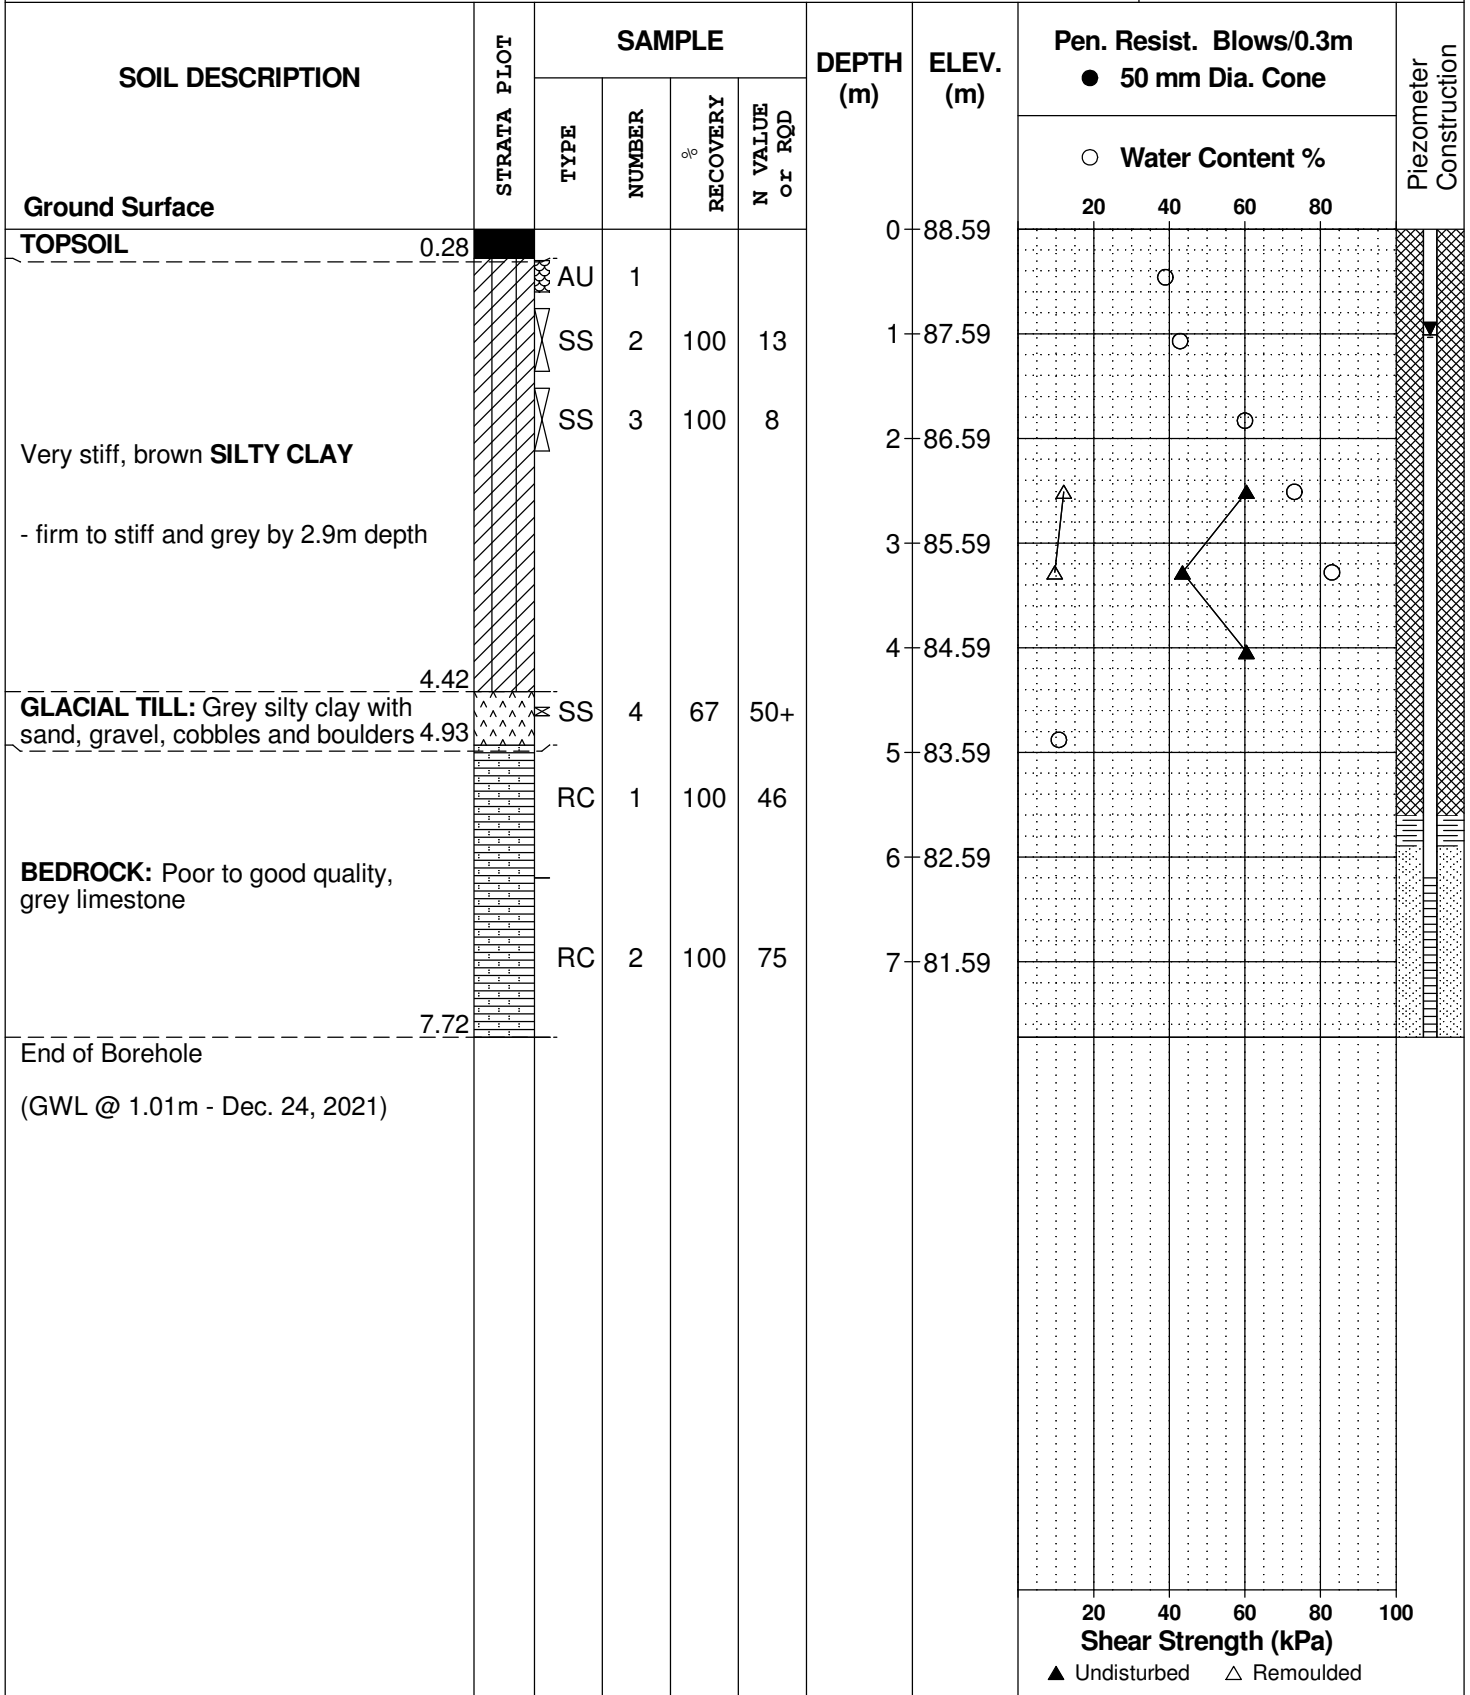 SOIL DESCRIPTION
Ground Surface
STRATA PLOT
SAMPLE
TYPE
NUMBER
% RECOVERY
N VALUE or RQD
DEPTH (m)
ELEV. (m)
Pen. Resist. Blows/0.3m
● 50 mm Dia. Cone
○ Water Content %
20 40 60 80
Piezometer Construction
TOPSOIL 0.28
0 88.59
AU 1
SS 2 100 13
1 87.59
SS 3 100 8
2 86.59
Very stiff, brown SILTY CLAY
- firm to stiff and grey by 2.9m depth
3 85.59
4 84.59
4.42
GLACIAL TILL: Grey silty clay with
sand, gravel, cobbles and boulders 4.93
SS 4 67 50+
5 83.59
RC 1 100 46
6 82.59
BEDROCK: Poor to good quality,
grey limestone
RC 2 100 75
7 81.59
7.72
End of Borehole
(GWL @ 1.01m - Dec. 24, 2021)
20 40 60 80 100
Shear Strength (kPa)
▲ Undisturbed △ Remoulded